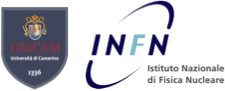 UNICAM
Università di Camerino
1336
INFN
Istituto Nazionale
di Fisica Nucleare